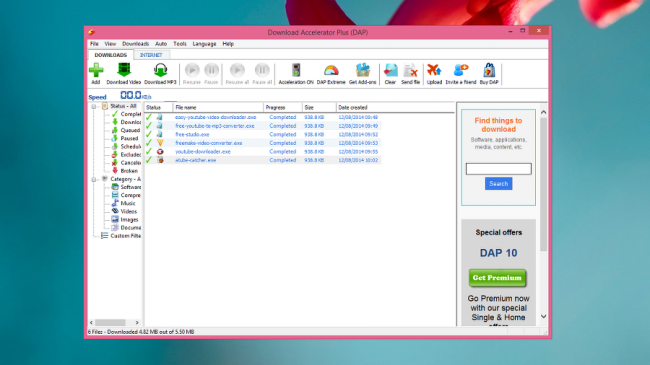 Download Accelerator Plus (DAP)
File View Downloads Auto Tools Language Help
DOWNLOADS INTERNET
Add Download Video Download MP3 Resume Pause Resume all Pause all Acceleration ON DAP Extreme Get Add-ons Clear Send file Upload Invite a friend Buy DAP
Speed 00.0 KB/s
Status - All Status File name Progress Size Date created
Complet easy-youtube-video-downloader.exe Completed 938.8 KB 12/08/2014 09:48
Downloc free-youtube-to-mp3-converter.exe Completed 938.8 KB 12/08/2014 09:49
Queued free-studio.exe Completed 938.8 KB 12/08/2014 09:52
Paused freemake-video-converter.exe Completed 938.8 KB 12/08/2014 09:53
Schedul youtube-downloader.exe Completed 938.8 KB 12/08/2014 09:55
Excludec atube-catcher.exe Completed 938.8 KB 12/08/2014 10:02
Canceler
Broken
Category - A
Software
Compre
Music
Videos
Images
Docume
Custom Filte
Find things to
download
Software, applications,
media, content, etc
Search
Special offers
DAP 10
Get Premium
Go Premium now
with our special
Single & Home
offers
6 Files - Downloaded 4.82 MB out of 5.50 MB